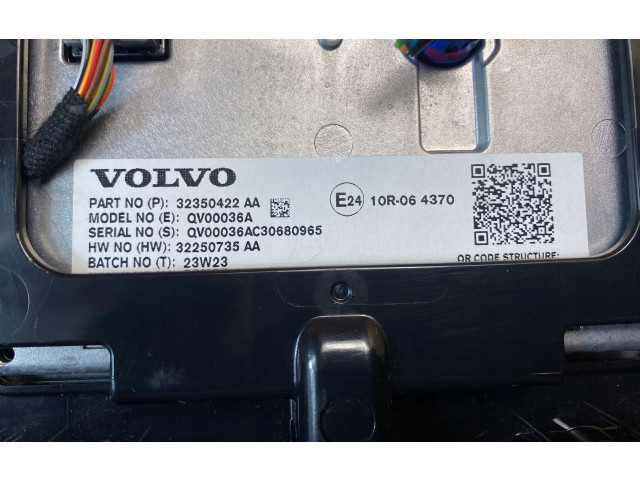 VOLVO
PART NO (P): 32350422 AA
MODEL NO (E): QV00036A
SERIAL NO (S): QV00036AC30680965
HW NO (HW): 32250735 AA
BATCH NO (T): 23W23
E24 10R-06 4370
QR CODE STRUCTURE: